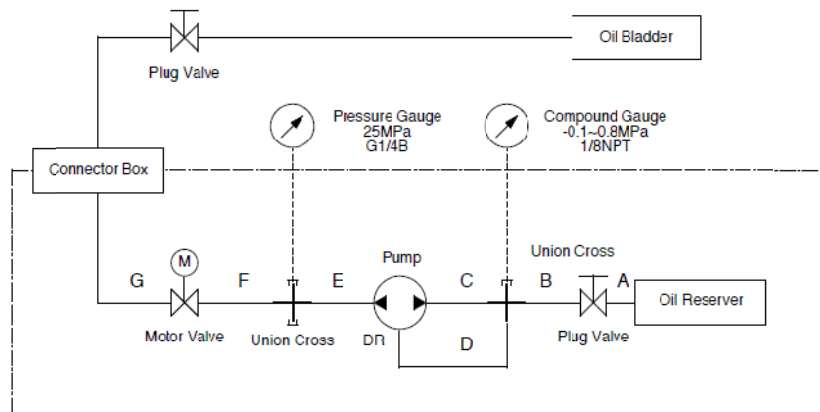 Oil Bladder
Plug Valve
Pressure Gauge
25MPa
G1/4B
Compound Gauge
-0.1~0.8MPa
1/8NPT
Connector Box
M
Pump
Union Cross
G
F
E
C
B
A
Oil Reserver
Motor Valve
Union Cross
DR
D
Plug Valve